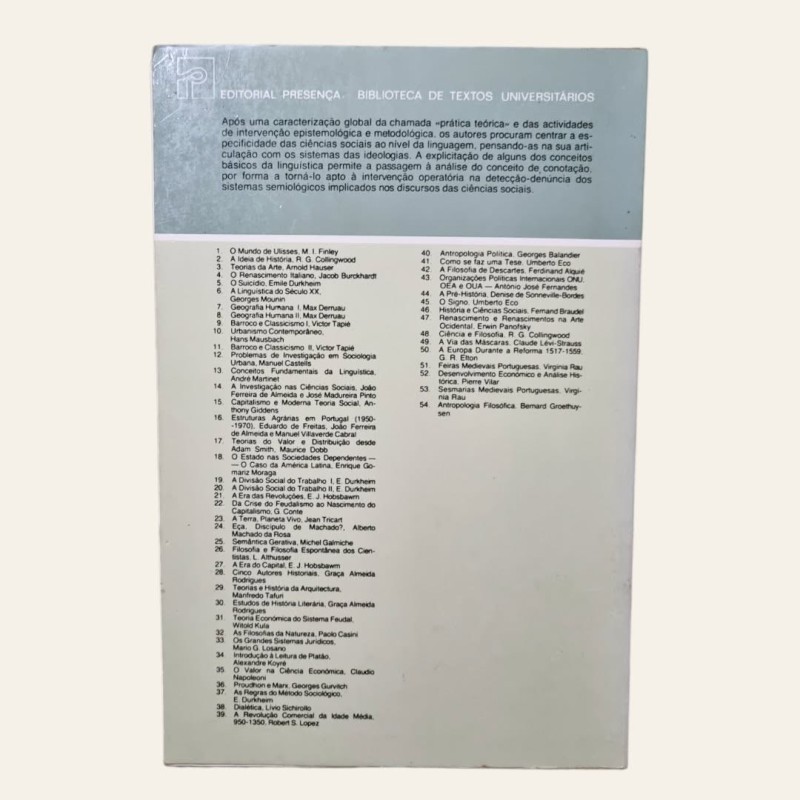 EDITORIAL PRESENÇA BIBLIOTECA DE TEXTOS UNIVERSITÁRIOS
Após uma caracterização global da chamada «prática teórica» e das actividades
de intervenção epistemológica e metodológica, os autores procuram centrar a es-
pecificidade das ciências sociais ao nível da linguagem, pensando-as na sua arti-
culação com os sistemas das ideologias. A explicitação de alguns dos conceitos
básicos da linguística permite a passagem à análise do conceito de conotação,
por forma a torná-lo apto à intervenção operatória na detecção-denúncia dos
sistemas semiológicos implicados nos discursos das ciências sociais.
1. O Mundo de Ulisses, M. I. Finley
2. A Ideia de História, R. G. Collingwood
3. Teorias da Arte, Arnold Hauser
4. O Renascimento Italiano, Jacob Burckhardt
5. O Suicídio, Emile Durkheim
6. A Linguística do Século XX,
Georges Mounin
7. Geografia Humana I, Max Derruau
8. Geografia Humana II, Max Derruau
9. Barroco e Classicismo I, Victor Tapié
10. Urbanismo Contemporâneo,
Hans Mausbach
11. Barroco e Classicismo II, Victor Tapié
12. Problemas de Investigação em Sociologia
Urbana, Manuel Castells
13. Conceitos Fundamentais da Linguística,
André Martinet
14. A Investigação nas Ciências Sociais, João
Ferreira de Almeida e José Madureira Pinto
15. Capitalismo e Moderna Teoria Social, An-
thony Giddens
16. Estruturas Agrárias em Portugal (1950-
-1970), Eduardo de Freitas, João Ferreira
de Almeida e Manuel Villaverde Cabral
17. Teorias do Valor e Distribuição desde
Adam Smith, Maurice Dobb
18. O Estado nas Sociedades Dependentes —
— O Caso da América Latina, Enrique Go-
mariz Moraga
19. A Divisão Social do Trabalho I, E. Durkheim
20. A Divisão Social do Trabalho II, E. Durkheim
21. A Era das Revoluções, E. J. Hobsbawm
22. Da Crise do Feudalismo ao Nascimento do
Capitalismo, G. Conte
23. A Terra, Planeta Vivo, Jean Tricart
24. Eça, Discípulo de Machado?, Alberto
Machado da Rosa
25. Semântica Gerativa, Michel Galmiche
26. Filosofia e Filosofia Espontânea dos Cien-
tistas, L. Althusser
27. A Era do Capital, E. J. Hobsbawm
28. Cinco Autores Historiais, Graça Almeida
Rodrigues
29. Teorias e História da Arquitectura,
Manfredo Tafuri
30. Estudos de História Literária, Graça Almeida
Rodrigues
31. Teoria Económica do Sistema Feudal,
Witold Kula
32. As Filosofias da Natureza, Paolo Casini
33. Os Grandes Sistemas Jurídicos,
Mario G. Losano
34. Introdução à Leitura de Platão,
Alexandre Koyré
35. O Valor na Ciência Económica, Claudio
Napoleoni
36. Proudhon e Marx, Georges Gurvitch
37. As Regras do Método Sociológico,
E. Durkheim
38. Dialética, Livio Sichirollo
39. A Revolução Comercial da Idade Média,
950-1350, Robert S. Lopez
40. Antropologia Política, Georges Balandier
41. Como se faz uma Tese, Umberto Eco
42. A Filosofia de Descartes, Ferdinand Alquié
43. Organizações Políticas Internacionais ONU,
OEA e OUA — António José Fernandes
44. A Pré-História, Denise de Sonneville-Bordes
45. O Signo, Umberto Eco
46. História e Ciências Sociais, Fernand Braudel
47. Renascimento e Renascimentos na Arte
Ocidental, Erwin Panofsky
48. Ciência e Filosofia, R. G. Collingwood
49. A Via das Máscaras, Claude Lévi-Strauss
50. A Europa Durante a Reforma 1517-1559,
G. R. Elton
51. Feiras Medievais Portuguesas, Virgínia Rau
52. Desenvolvimento Económico e Análise His-
tórica, Pierre Vilar
53. Sesmarias Medievais Portuguesas, Virgí-
nia Rau
54. Antropologia Filosófica, Bernard Groethuy-
sen